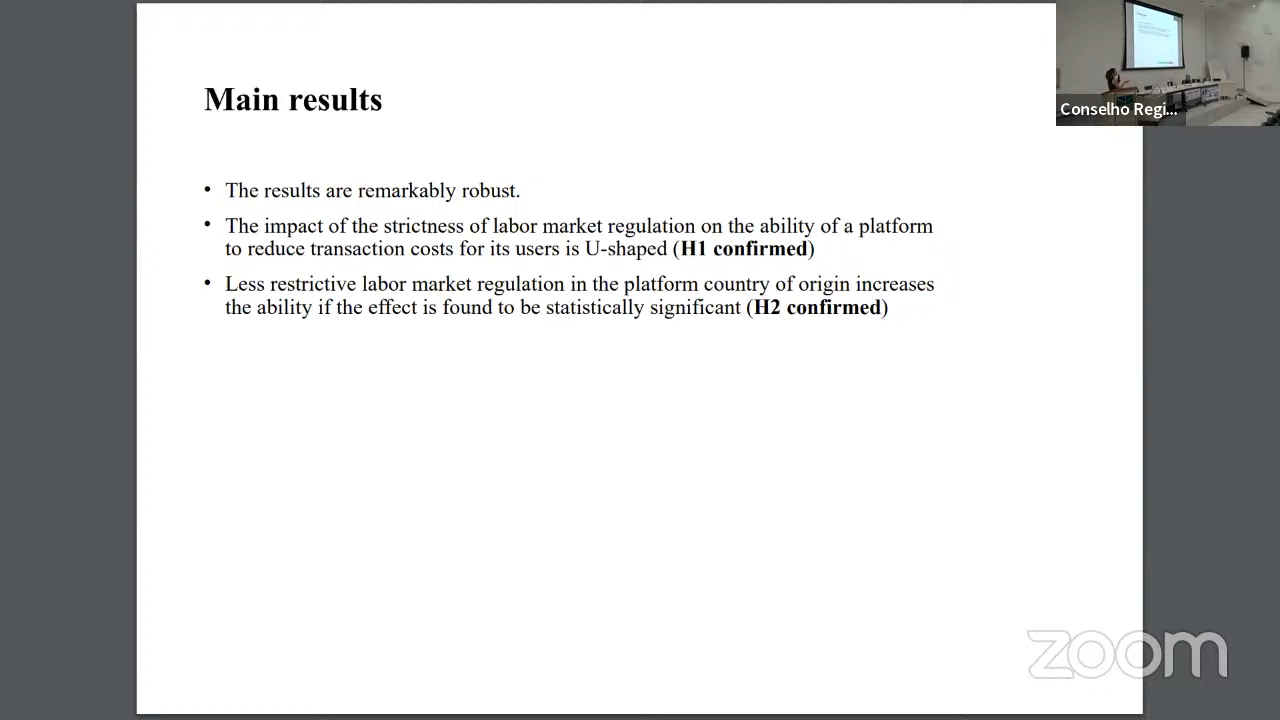 Main results
• The results are remarkably robust.
• The impact of the strictness of labor market regulation on the ability of a platform
to reduce transaction costs for its users is U-shaped (H1 confirmed)
• Less restrictive labor market regulation in the platform country of origin increases
the ability if the effect is found to be statistically significant (H2 confirmed)
Conselho Regi...
zoom